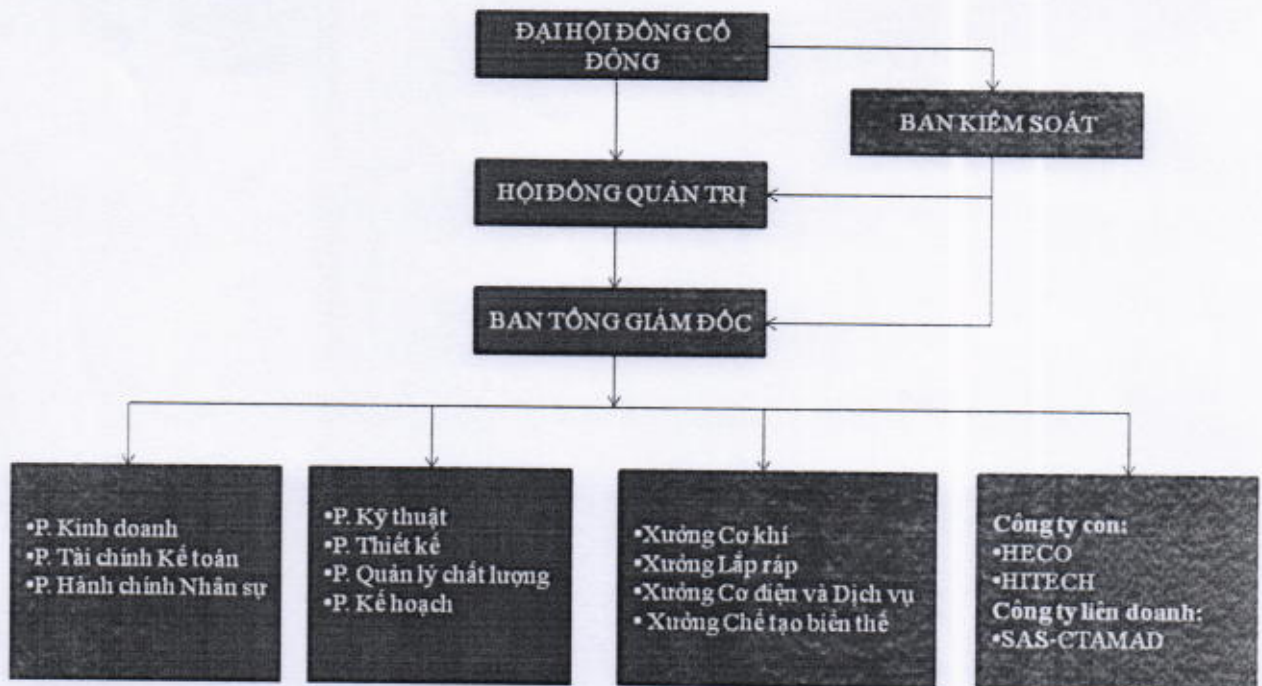 ĐẠI HỘI ĐỒNG CỔ
ĐÔNG
BAN KIỂM SOÁT
HỘI ĐỒNG QUẢN TRỊ
BAN TỔNG GIÁM ĐỐC
•P. Kinh doanh
•P. Tài chính Kế toán
•P. Hành chính Nhân sự
•P. Kỹ thuật
•P. Thiết kế
•P. Quản lý chất lượng
•P. Kế hoạch
•Xưởng Cơ khí
•Xưởng Lắp ráp
•Xưởng Cơ điện và Dịch vụ
• Xưởng Chế tạo biến thế
Công ty con:
•HECO
•HITECH
Công ty liên doanh:
•SAS-CTAMAD